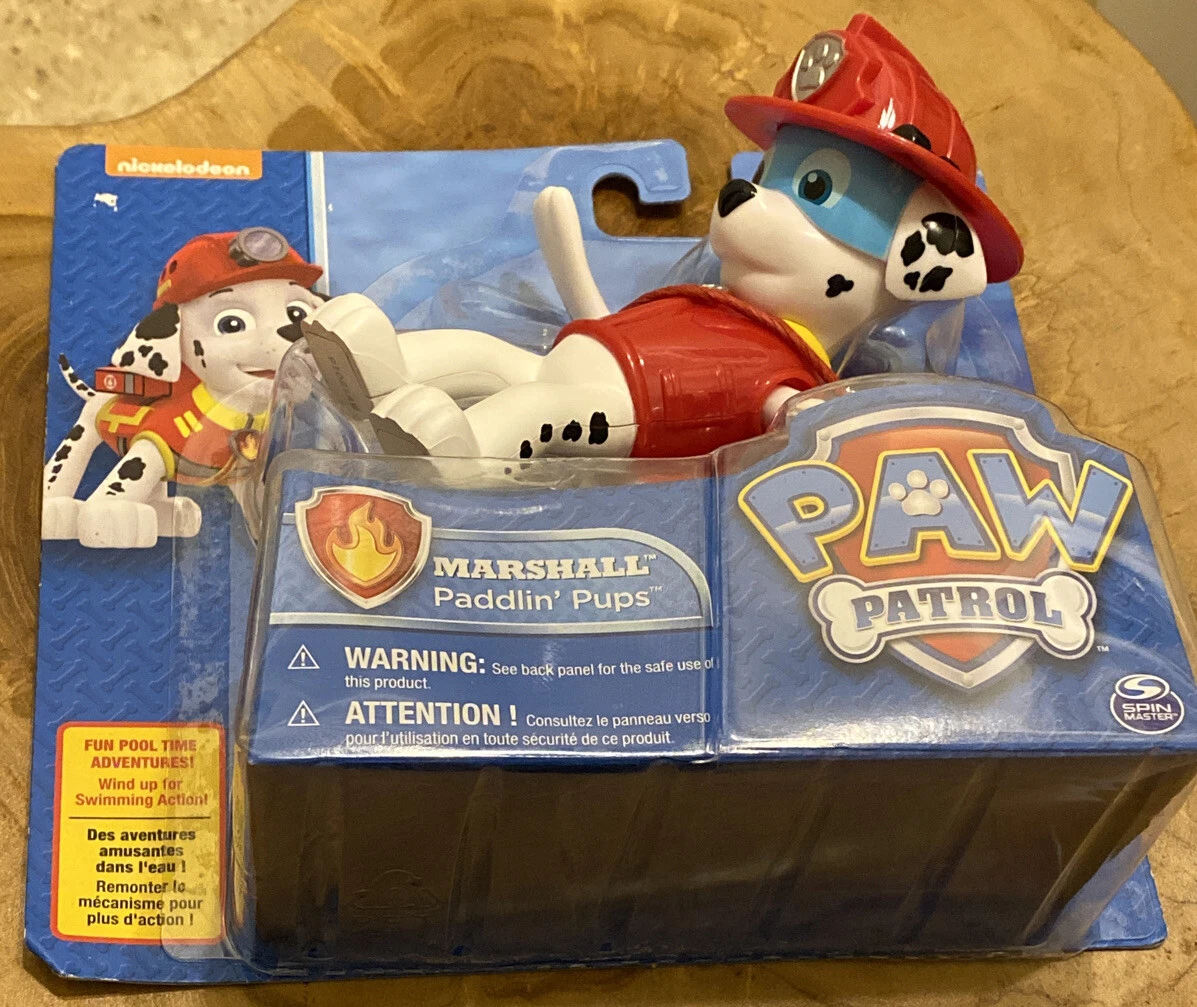 nickelodeon
MARSHALL™
Paddlin' Pups™
WARNING: See back panel for the safe use of
this product.
ATTENTION ! Consultez le panneau verso
pour l'utilisation en toute sécurité de ce produit
PAW
PATROL
™
SPIN
MASTER™
FUN POOL TIME
ADVENTURES!
Wind up for
Swimming Action!
Des aventures
amusantes
dans l'eau !
Remonter le
mécanisme pour
plus d'action !